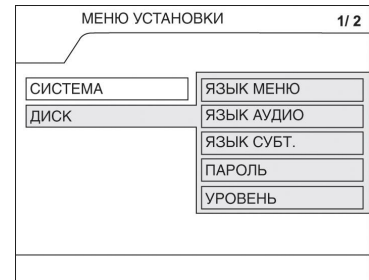 МЕНЮ УСТАНОВКИ 1/ 2
СИСТЕМА
ДИСК
ЯЗЫК МЕНЮ
ЯЗЫК АУДИО
ЯЗЫК СУБТ.
ПАРОЛЬ
УРОВЕНЬ